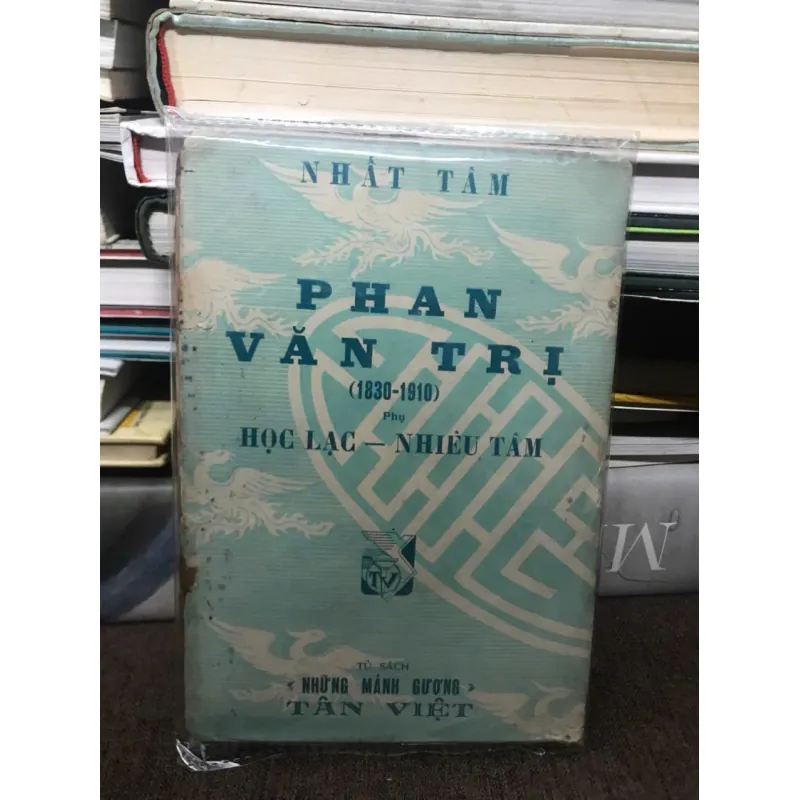 NHẤT TÂM
PHAN
VĂN TRỊ
(1830-1910)
Phụ
HỌC LẠC — NHIÊU TÂM
TV
TỦ SÁCH
« NHỮNG MẢNH GƯƠNG »
TÂN VIỆT